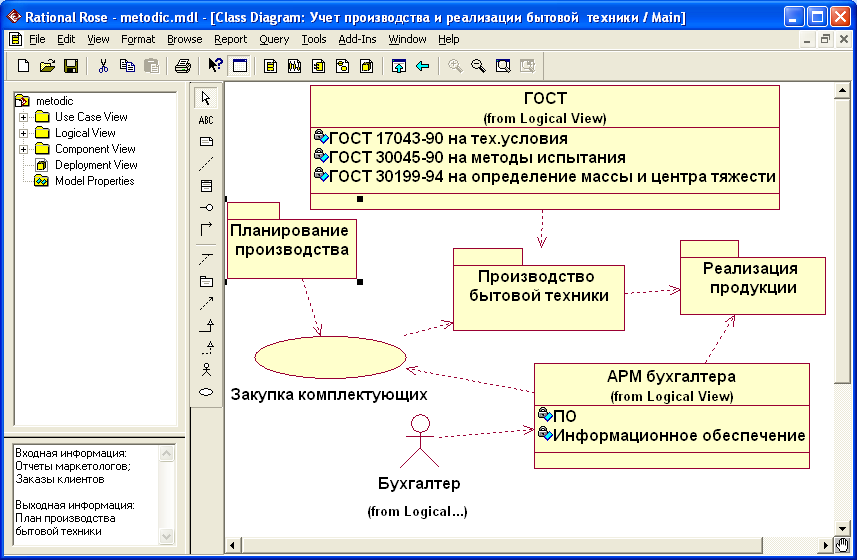 Rational Rose - metodic.mdl - [Class Diagram: Учет производства и реализации бытовой техники / Main]
File Edit View Format Browse Report Query Tools Add-Ins Window Help
metodic
Use Case View
Logical View
Component View
Deployment View
Model Properties
ABC
ГОСТ
(from Logical View)
ГОСТ 17043-90 на тех.условия
ГОСТ 30045-90 на методы испытания
ГОСТ 30199-94 на определение массы и центра тяжести
Планирование
производства
Производство
бытовой техники
Реализация
продукции
Закупка комплектующих
АРМ бухгалтера
(from Logical View)
ПО
Информационное обеспечение
Бухгалтер
(from Logical...)
Входная информация:
Отчеты маркетологов;
Заказы клиентов
Выходная информация:
План производства
бытовой техники